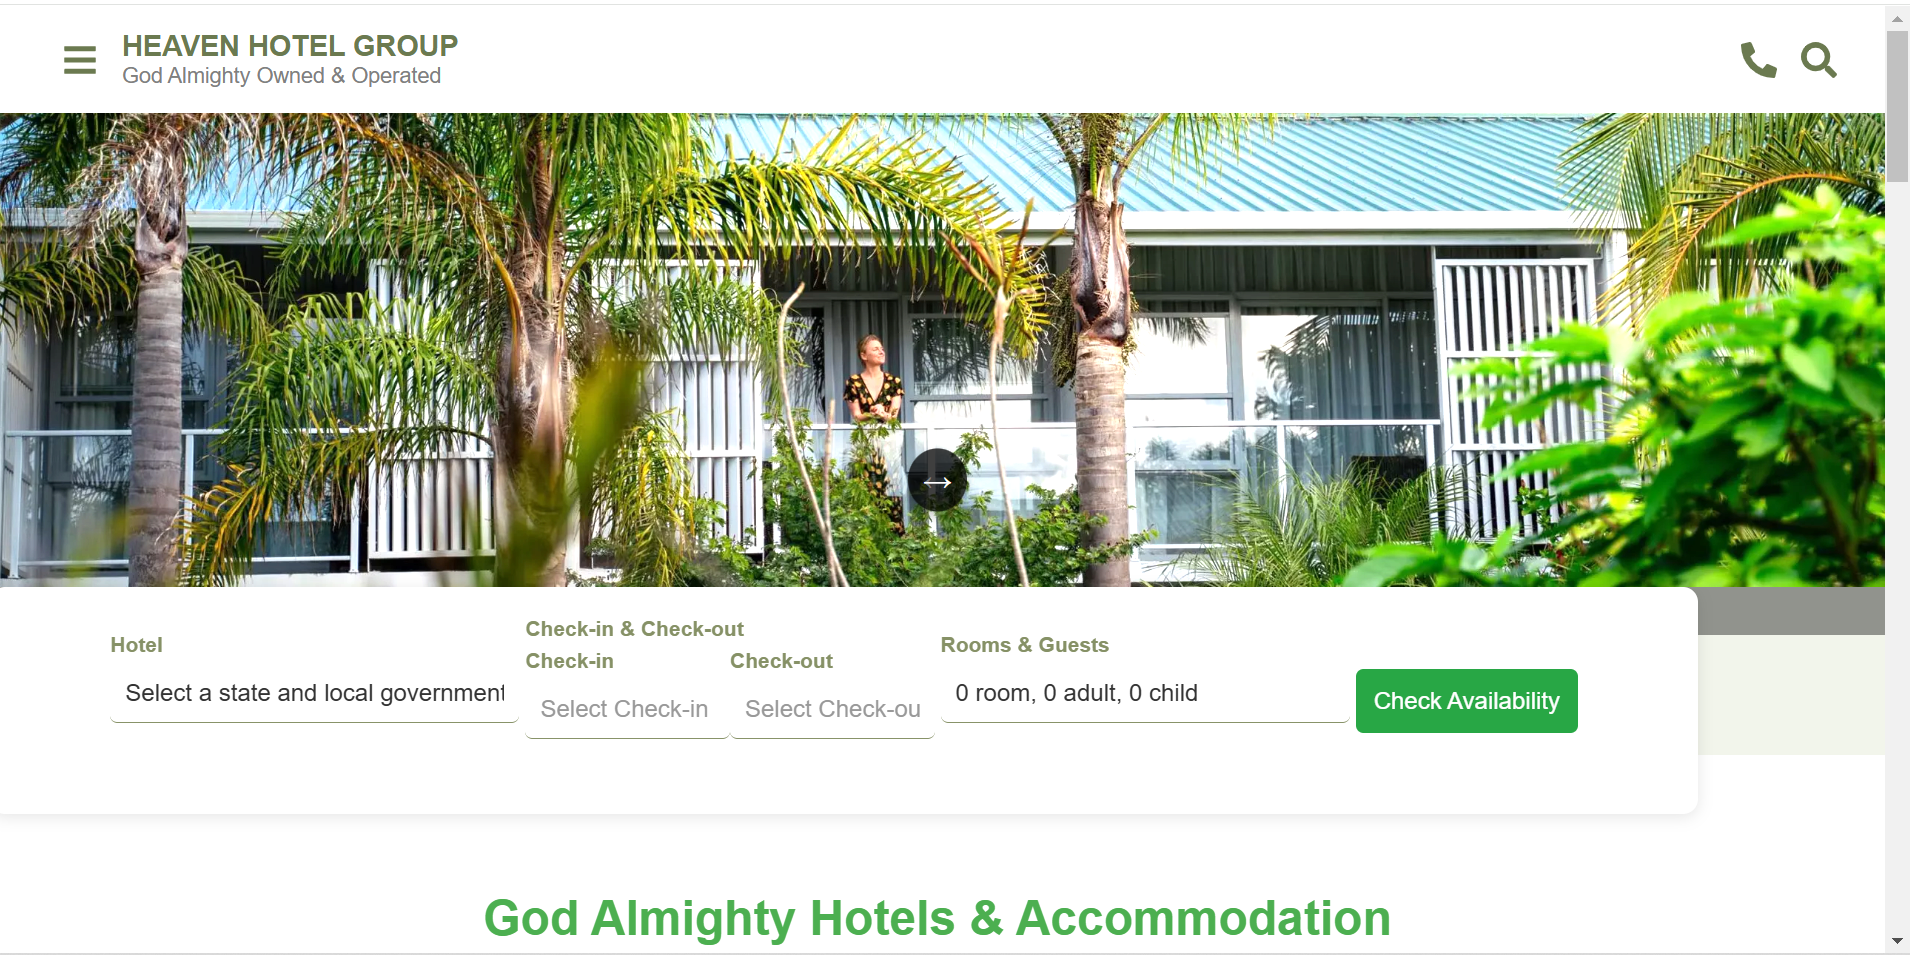 HEAVEN HOTEL GROUP
God Almighty Owned & Operated
→
Hotel
Select a state and local government
Check-in & Check-out
Check-in
Check-out
Select Check-in
Select Check-ou
Rooms & Guests
0 room, 0 adult, 0 child
Check Availability
God Almighty Hotels & Accommodation